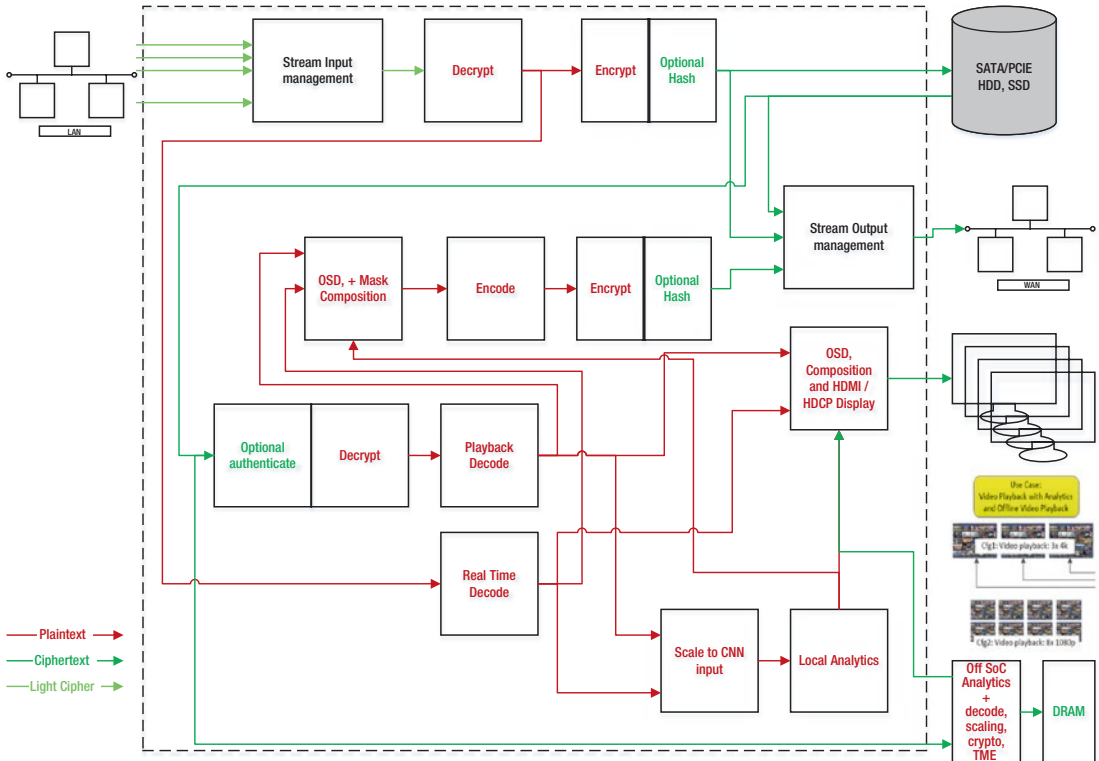 Stream Input
management
Decrypt
Encrypt
Optional
Hash
SATA/PCIE
HDD, SSD
LAN
Stream Output
management
WAN
OSD, + Mask
Composition
Encode
Encrypt
Optional
Hash
OSD,
Composition
and HDMI /
HDCP Display
Optional
authenticate
Decrypt
Playback
Decode
Use Case:
Video Playback with Analytics
and Offline Video Playback
Cfg1: Video playback: 3x 4k
Real Time
Decode
Cfg2: Video playback: 8x 1080p
Plaintext
Ciphertext
Light Cipher
Scale to CNN
input
Local Analytics
Off SoC
Analytics
+
decode,
scaling,
crypto,
TME
DRAM